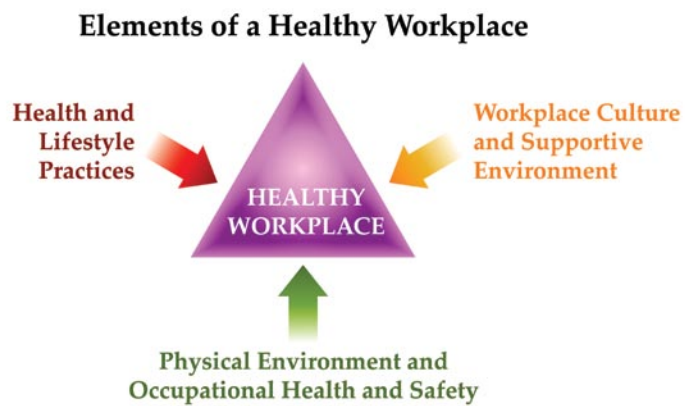 Elements of a Healthy Workplace
Health and
Lifestyle
Practices
Workplace Culture
and Supportive
Environment
HEALTHY
WORKPLACE
Physical Environment and
Occupational Health and Safety